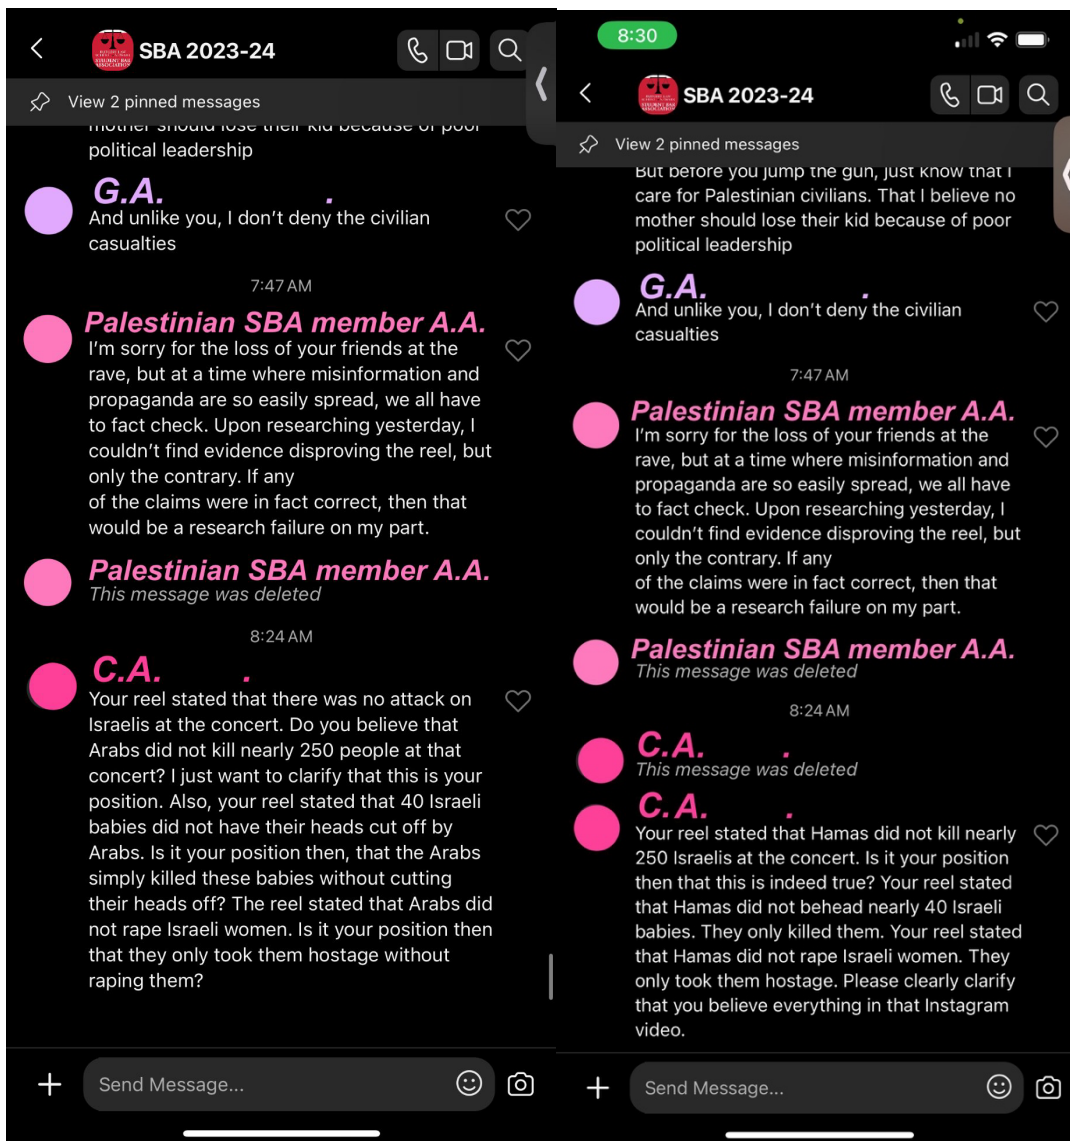 SBA 2023-24
View 2 pinned messages
mother should lose their kid because of poor
political leadership
G.A.
And unlike you, I don't deny the civilian
casualties
7:47 AM
Palestinian SBA member A.A.
I'm sorry for the loss of your friends at the
rave, but at a time where misinformation and
propaganda are so easily spread, we all have
to fact check. Upon researching yesterday, I
couldn't find evidence disproving the reel, but
only the contrary. If any
of the claims were in fact correct, then that
would be a research failure on my part.
Palestinian SBA member A.A.
This message was deleted
8:24 AM
C.A. .
Your reel stated that there was no attack on
Israelis at the concert. Do you believe that
Arabs did not kill nearly 250 people at that
concert? I just want to clarify that this is your
position. Also, your reel stated that 40 Israeli
babies did not have their heads cut off by
Arabs. Is it your position then, that the Arabs
simply killed these babies without cutting
their heads off? The reel stated that Arabs did
not rape Israeli women. Is it your position then
that they only took them hostage without
raping them?
Send Message...
8:30
SBA 2023-24
View 2 pinned messages
But before you jump the gun, just know that I
care for Palestinian civilians. That I believe no
mother should lose their kid because of poor
political leadership
G.A. .
And unlike you, I don't deny the civilian
casualties
7:47 AM
Palestinian SBA member A.A.
I'm sorry for the loss of your friends at the
rave, but at a time where misinformation and
propaganda are so easily spread, we all have
to fact check. Upon researching yesterday, I
couldn't find evidence disproving the reel, but
only the contrary. If any
of the claims were in fact correct, then that
would be a research failure on my part.
Palestinian SBA member A.A.
This message was deleted
8:24 AM
C.A. .
This message was deleted
C.A. .
Your reel stated that Hamas did not kill nearly
250 Israelis at the concert. Is it your position
then that this is indeed true? Your reel stated
that Hamas did not behead nearly 40 Israeli
babies. They only killed them. Your reel stated
that Hamas did not rape Israeli women. They
only took them hostage. Please clearly clarify
that you believe everything in that Instagram
video.
Send Message...